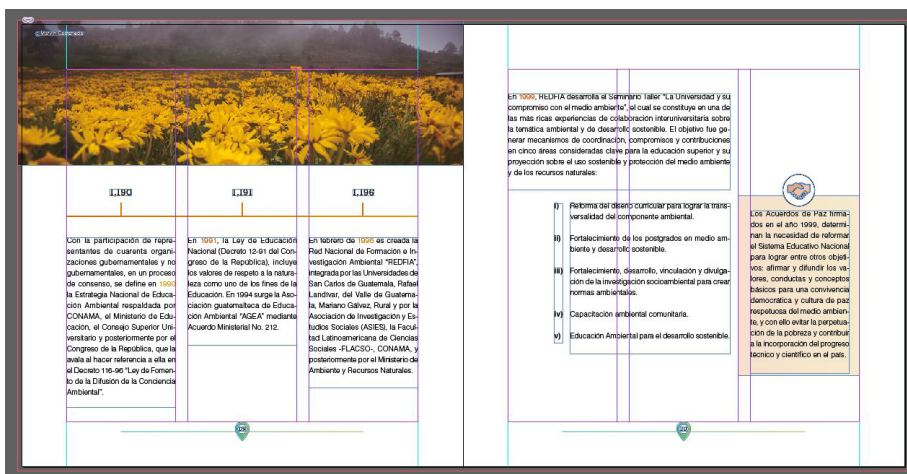 1,190
Con la participación de repre-
sentantes de cuarenta organi-
zaciones gubernamentales y no
gubernamentales, en un proceso
de consenso, se define en 1990
la Estrategia Nacional de Educa-
ción Ambiental respaldada por
CONAMA, el Ministerio de Edu-
cación, el Consejo Superior Uni-
versitario y posteriormente por el
Congreso de la República, que la
avala al hacer referencia a ella en
el Decreto 116-96 "Ley de Fomen-
to de la Difusión de la Conciencia
Ambiental".
1,191
En 1991, la Ley de Educación
Nacional (Decreto 12-91 del Con-
greso de la República), incluye
los valores de respeto a la natura-
leza como uno de los fines de la
Educación. En 1994 surge la Aso-
ciación guatemalteca de Educa-
ción Ambiental "AGEA" mediante
Acuerdo Ministerial No. 212.
1,196
En febrero de 1996 es creada la
Red Nacional de Formación e In-
vestigación Ambiental "REDFIA",
integrada por las Universidades de
San Carlos de Guatemala, Rafael
Landívar, del Valle de Guatema-
la, Mariano Gálvez, Rural y por la
Asociación de Investigación y Es-
tudios Sociales (ASIES), la Facul-
tad Latinoamericana de Ciencias
Sociales -FLACSO-, CONAMA, y
posteriormente por el Ministerio de
Ambiente y Recursos Naturales.
En 1999, REDFIA desarrolla el Seminario Taller "La Universidad y su
compromiso con el medio ambiente", el cual se constituye en una de
las mas ricas experiencias de colaboración interuniversitaria sobre
la temática ambiental y de desarrollo sostenible. El objetivo fue ge-
nerar mecanismos de coordinación, compromisos y contribuciones
en cinco áreas consideradas clave para la educación superior y su
proyección sobre el uso sostenible y protección del medio ambiente
y de los recursos naturales:
i) Reforma del diseño curricular para lograr la trans-
versalidad del componente ambiental.
ii) Fortalecimiento de los postgrados en medio am-
biente y desarrollo sostenible.
iii) Fortalecimiento, desarrollo, vinculación y divulga-
ción de la investigación socioambiental para crear
normas ambientales.
iv) Capacitación ambiental comunitaria.
v) Educación Ambiental para el desarrollo sostenible.
Los Acuerdos de Paz firma-
dos en el año 1999, determi-
nan la necesidad de reformar
el Sistema Educativo Nacional
para lograr entre otros objeti-
vos: afirmar y difundir los va-
lores, conductas y conceptos
básicos para una convivencia
democrática y cultura de paz
respetuosa del medio ambien-
te, y con ello evitar la perpetua-
ción de la pobreza y contribuir
a la incorporación del progreso
técnico y científico en el país.